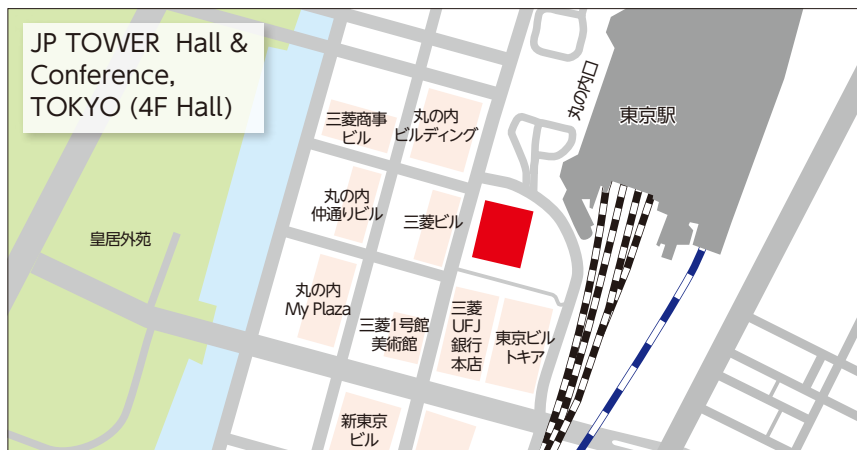 JP TOWER Hall &
Conference,
TOKYO (4F Hall)
三菱商事
ビル
丸の内
ビルディング
丸の内口
東京駅
丸の内
仲通りビル
三菱ビル
皇居外苑
丸の内
My Plaza
三菱1号館
美術館
三菱
UFJ
銀行
本店
東京ビル
トキア
新東京
ビル